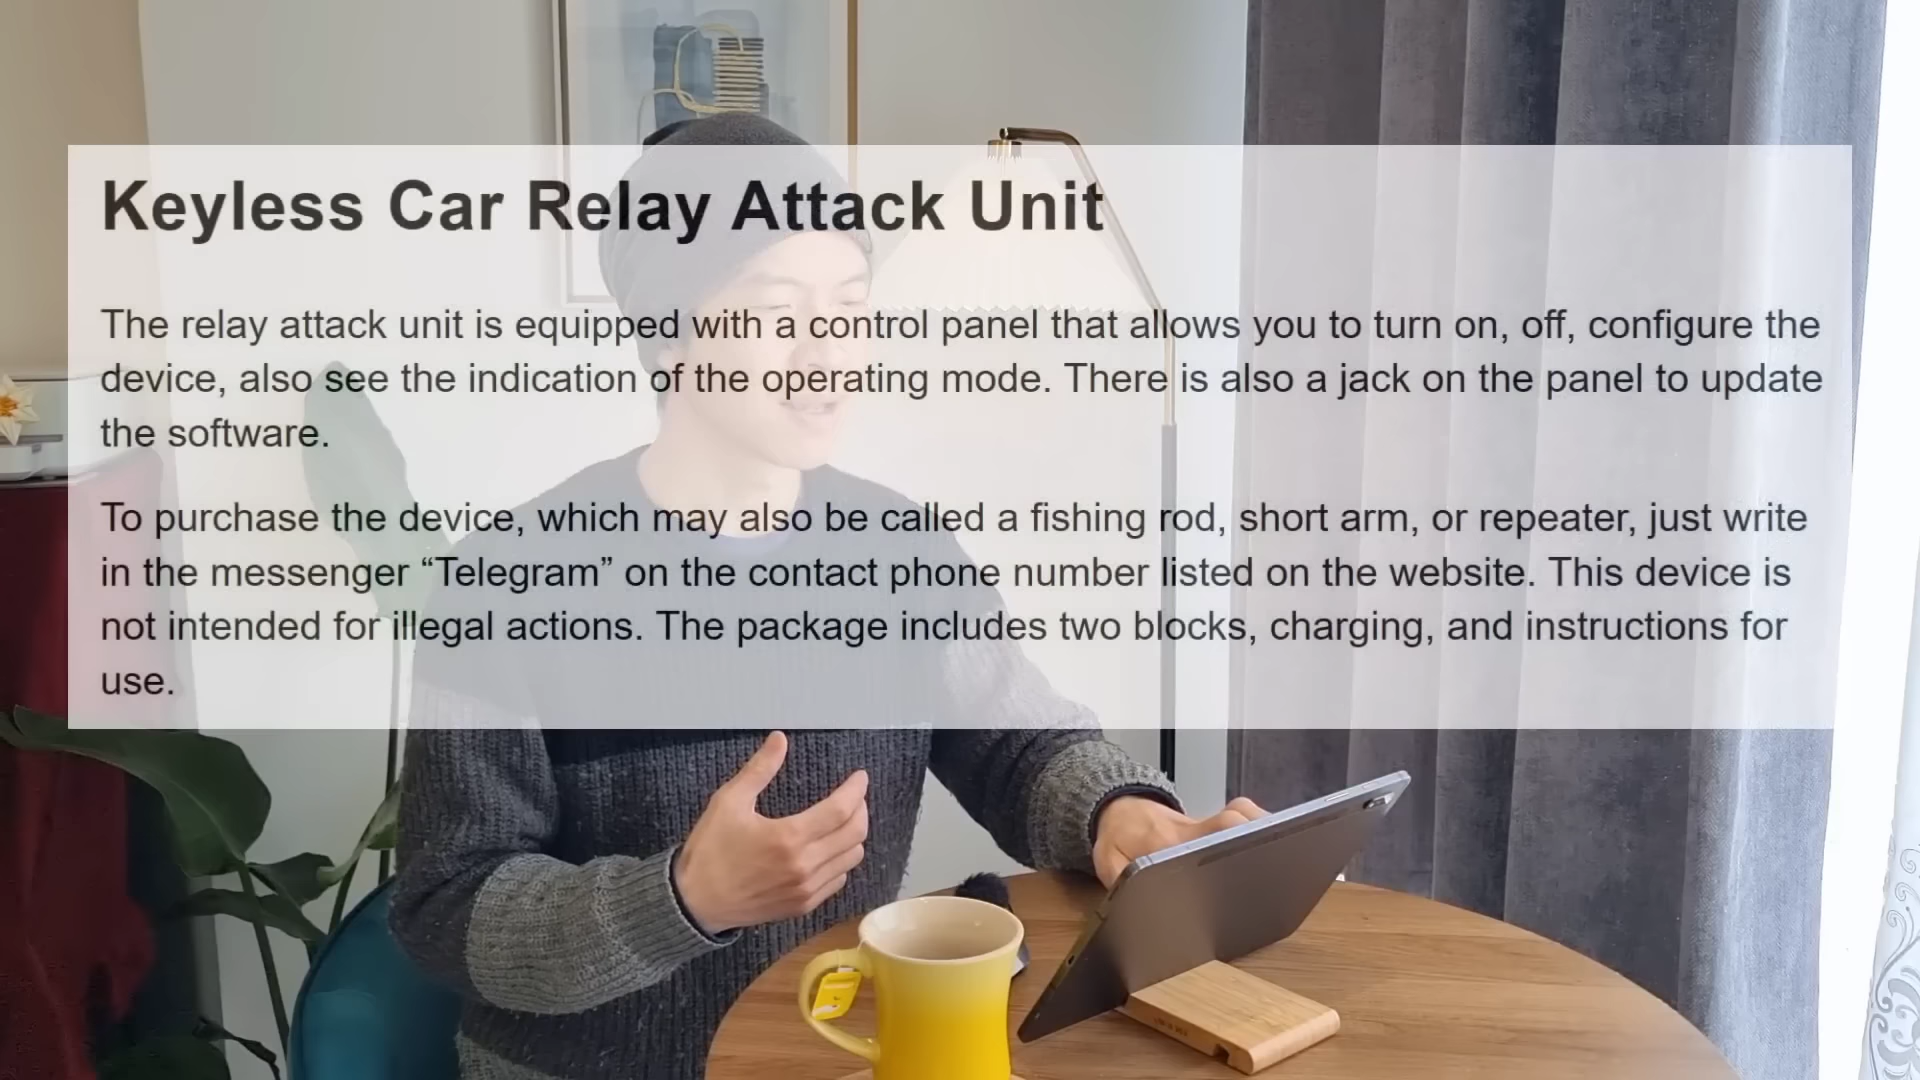 Keyless Car Relay Attack Unit
The relay attack unit is equipped with a control panel that allows you to turn on, off, configure the
device, also see the indication of the operating mode. There is also a jack on the panel to update
the software.
To purchase the device, which may also be called a fishing rod, short arm, or repeater, just write
in the messenger “Telegram” on the contact phone number listed on the website. This device is
not intended for illegal actions. The package includes two blocks, charging, and instructions for
use.